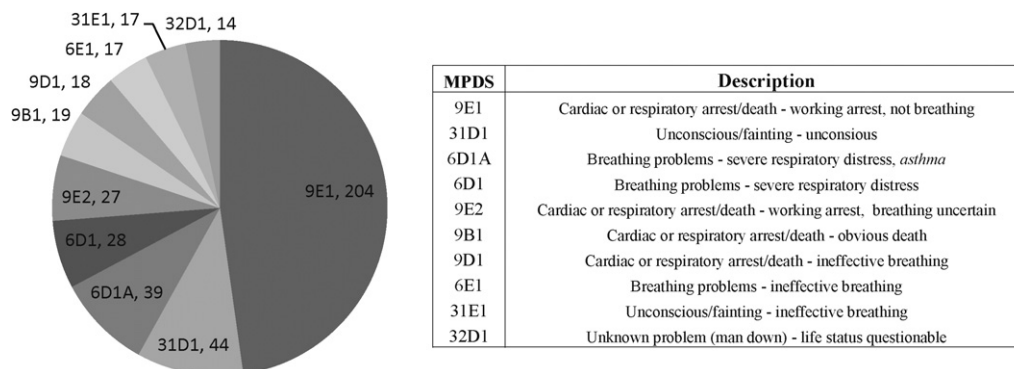 31E1, 17
32D1, 14
6E1, 17
9D1, 18
9B1, 19
9E2, 27
6D1, 28
6D1A, 39
31D1, 44
9E1, 204
MPDS Description
9E1 Cardiac or respiratory arrest/death - working arrest, not breathing
31D1 Unconscious/fainting - unconsious
6D1A Breathing problems - severe respiratory distress, asthma
6D1 Breathing problems - severe respiratory distress
9E2 Cardiac or respiratory arrest/death - working arrest, breathing uncertain
9B1 Cardiac or respiratory arrest/death - obvious death
9D1 Cardiac or respiratory arrest/death - ineffective breathing
6E1 Breathing problems - ineffective breathing
31E1 Unconscious/fainting - ineffective breathing
32D1 Unknown problem (man down) - life status questionable